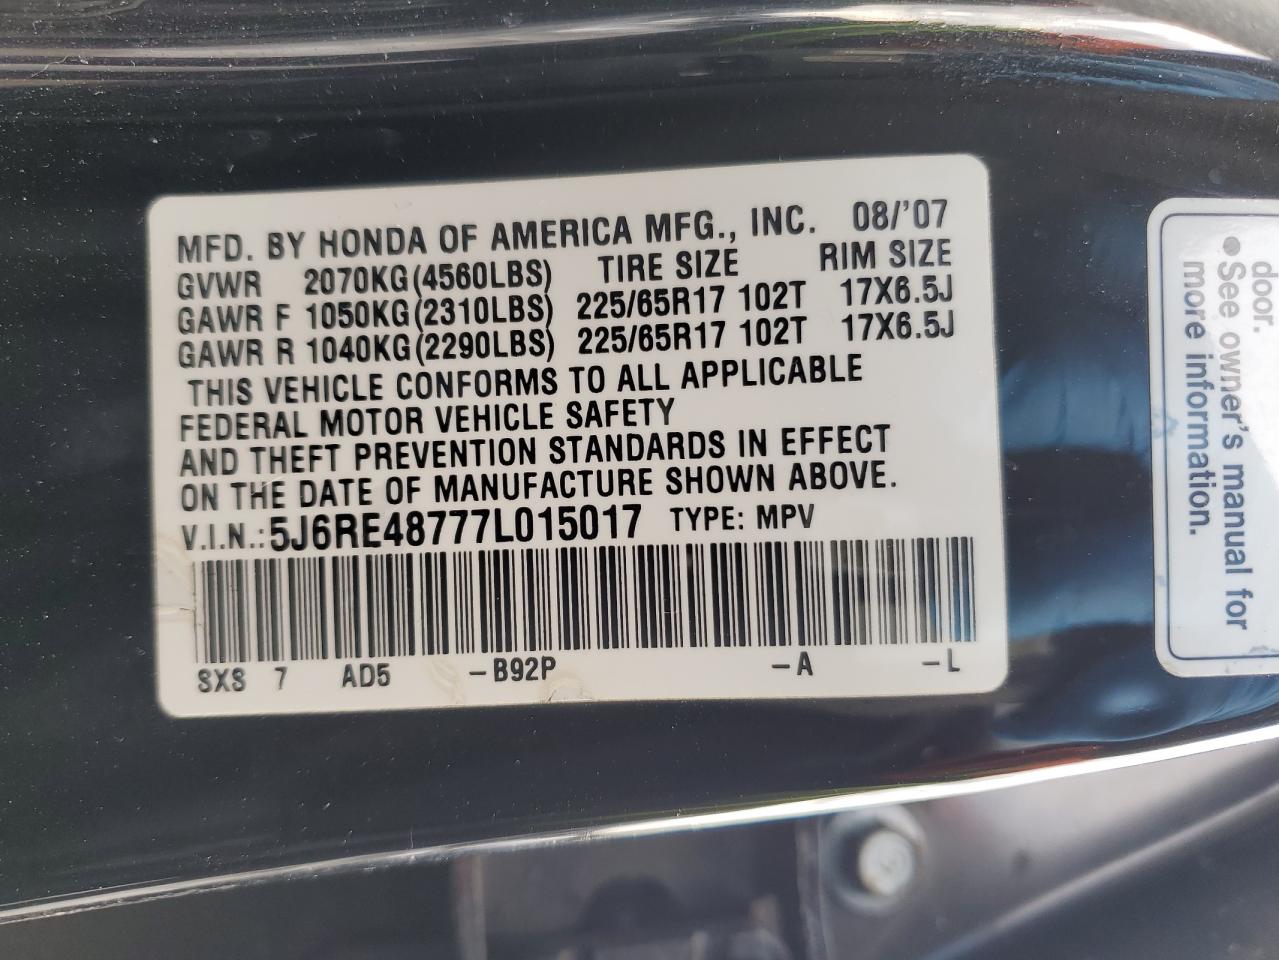 MFD. BY HONDA OF AMERICA MFG., INC. 08/'07
GVWR 2070KG(4560LBS) TIRE SIZE RIM SIZE
GAWR F 1050KG(2310LBS) 225/65R17 102T 17X6.5J
GAWR R 1040KG(2290LBS) 225/65R17 102T 17X6.5J
THIS VEHICLE CONFORMS TO ALL APPLICABLE
FEDERAL MOTOR VEHICLE SAFETY
AND THEFT PREVENTION STANDARDS IN EFFECT
ON THE DATE OF MANUFACTURE SHOWN ABOVE.
V.I.N.: 5J6RE48777L015017 TYPE: MPV
SXS 7 AD5 -B92P -A -L
door.
• See owner's manual for
more information.